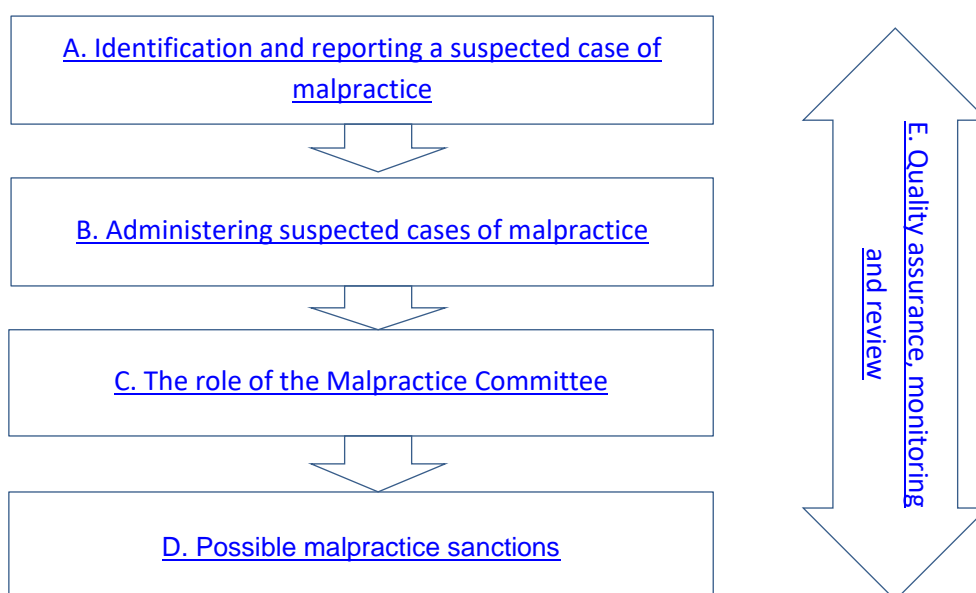 A. Identification and reporting a suspected case of
malpractice
B. Administering suspected cases of malpractice
C. The role of the Malpractice Committee
D. Possible malpractice sanctions
E. Quality assurance, monitoring
and review